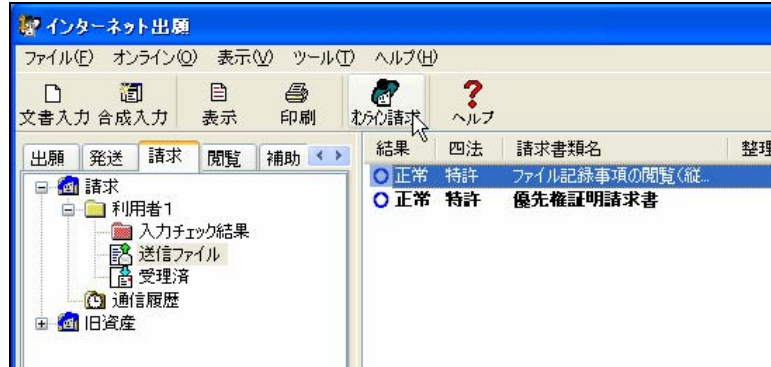 インターネット出願
ファイル(F) オンライン(O) 表示(V) ツール(T) ヘルプ(H)
文書入力 合成入力 表示 印刷 オンライン請求 ヘルプ
出願 発送 請求 閲覧 補助
結果 四法 請求書類名 整理
正常 特許 ファイル記録事項の閲覧(縦...
正常 特許 優先権証明請求書
請求
利用者1
入力チェック結果
送信ファイル
受理済
通信履歴
旧資産